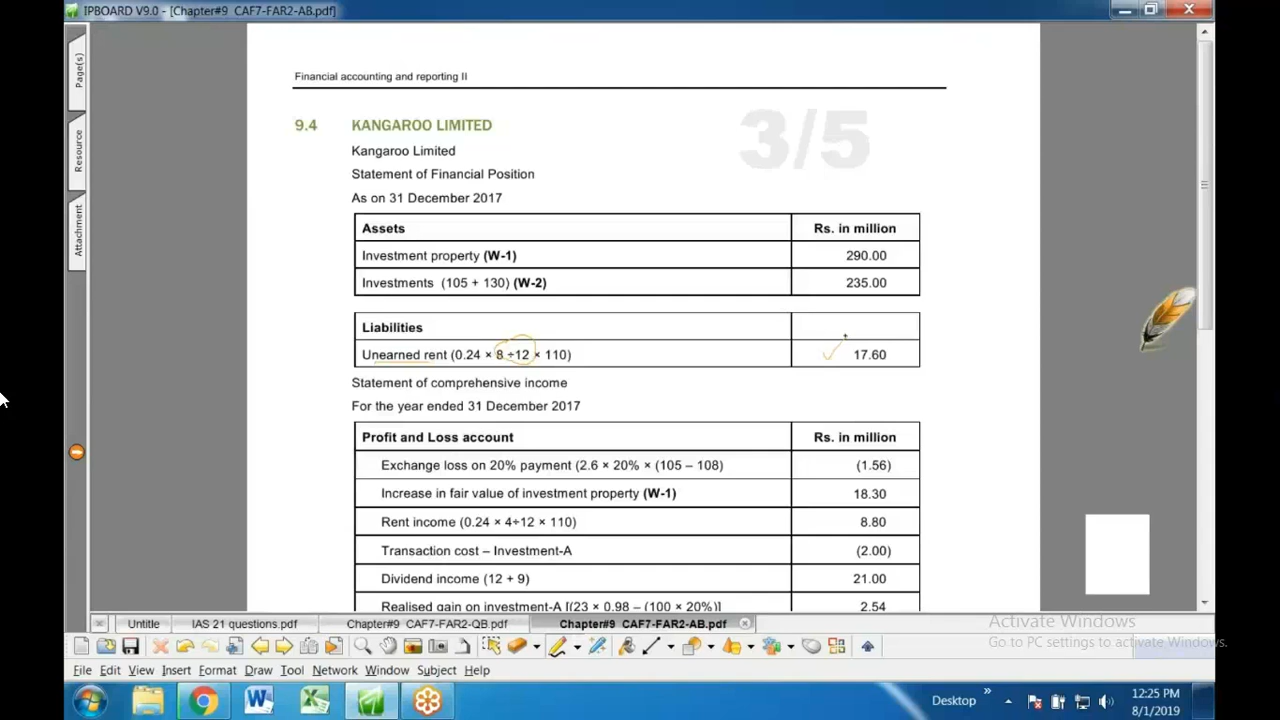 IPBOARD V9.0 - [Chapter#9 CAF7-FAR2-AB.pdf]
Page(s)
Resource
Attachment
Financial accounting and reporting II
3/5
9.4 KANGAROO LIMITED
Kangaroo Limited
Statement of Financial Position
As on 31 December 2017
Assets Rs. in million
Investment property (W-1) 290.00
Investments (105 + 130) (W-2) 235.00
Liabilities
Unearned rent (0.24 × 8 ÷12 × 110) 17.60
Statement of comprehensive income
For the year ended 31 December 2017
Profit and Loss account Rs. in million
Exchange loss on 20% payment (2.6 × 20% × (105 – 108) (1.56)
Increase in fair value of investment property (W-1) 18.30
Rent income (0.24 × 4÷12 × 110) 8.80
Transaction cost – Investment-A (2.00)
Dividend income (12 + 9) 21.00
Realised gain on investment-A [(23 × 0.98 – (100 × 20%)] 2.54
Untitle IAS 21 questions.pdf Chapter#9 CAF7-FAR2-QB.pdf Chapter#9 CAF7-FAR2-AB.pdf
Activate Windows
Go to PC settings to activate Windows.
File Edit View Insert Format Draw Tool Network Window Subject Help
Desktop
12:25 PM
8/1/2019